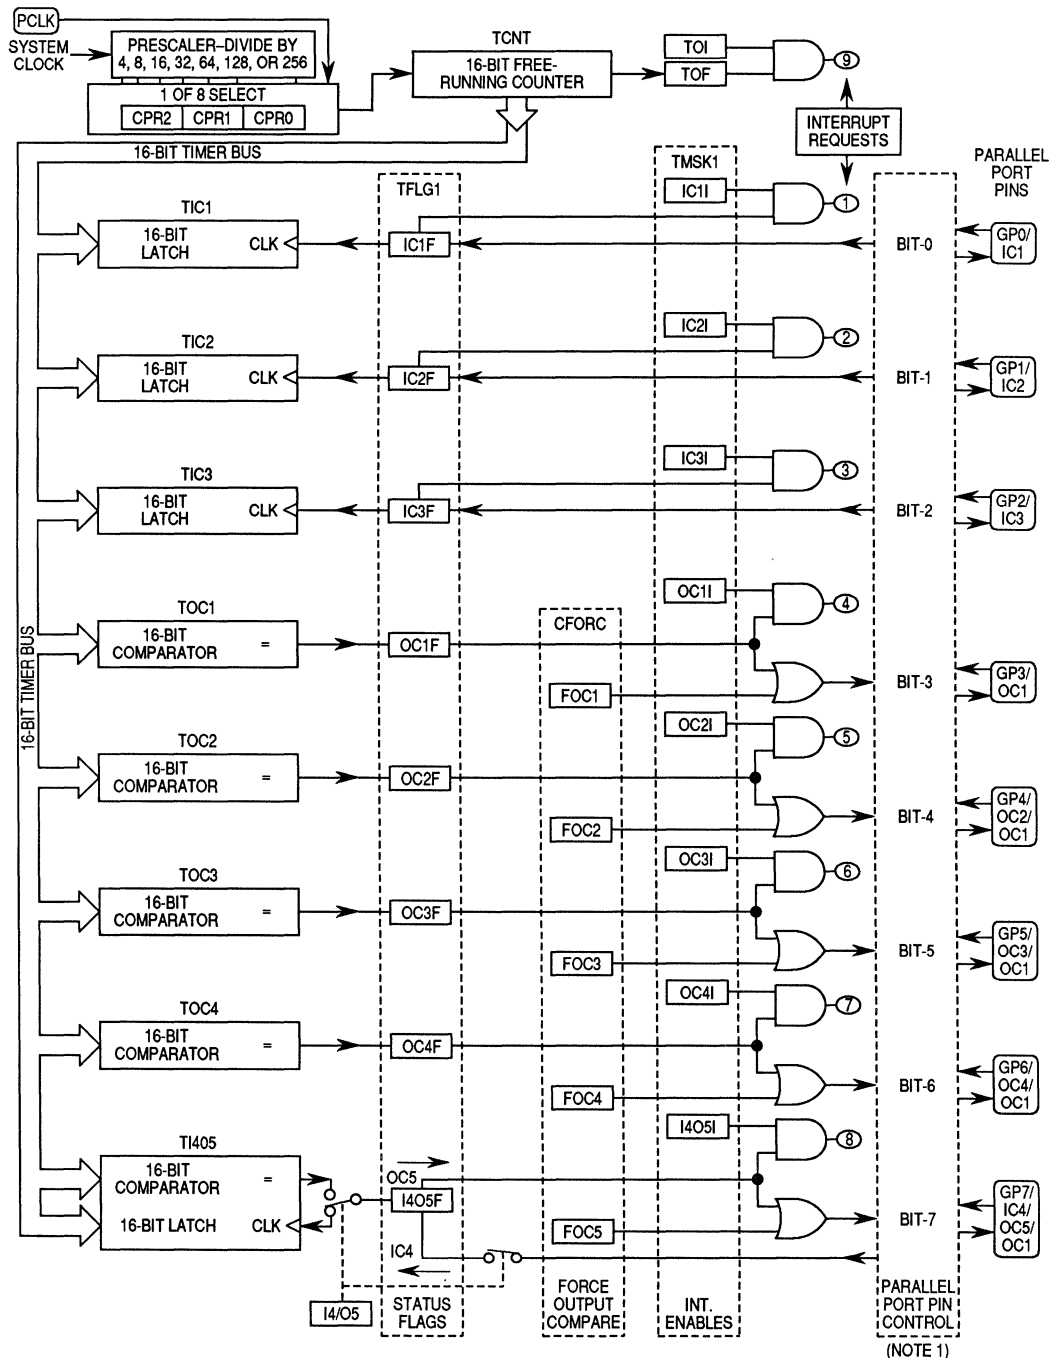 PCLK
SYSTEM
CLOCK
PRESCALER–DIVIDE BY
4, 8, 16, 32, 64, 128, OR 256
1 OF 8 SELECT
CPR2 CPR1 CPR0
TCNT
16-BIT FREE-
RUNNING COUNTER
TOI
TOF
9
INTERRUPT
REQUESTS
16-BIT TIMER BUS
16-BIT TIMER BUS
TFLG1
TMSK1
PARALLEL
PORT
PINS
TIC1
16-BIT
LATCH
CLK
IC1F
IC1I
1
BIT-0
GP0/
IC1
TIC2
16-BIT
LATCH
CLK
IC2F
IC2I
2
BIT-1
GP1/
IC2
TIC3
16-BIT
LATCH
CLK
IC3F
IC3I
3
BIT-2
GP2/
IC3
TOC1
16-BIT
COMPARATOR =
OC1F
CFORC
FOC1
OC1I
4
BIT-3
GP3/
OC1
TOC2
16-BIT
COMPARATOR =
OC2F
FOC2
OC2I
5
BIT-4
GP4/
OC2/
OC1
TOC3
16-BIT
COMPARATOR =
OC3F
FOC3
OC3I
6
BIT-5
GP5/
OC3/
OC1
TOC4
16-BIT
COMPARATOR =
OC4F
FOC4
OC4I
7
BIT-6
GP6/
OC4/
OC1
TI405
16-BIT
COMPARATOR =
16-BIT LATCH CLK
OC5
I4O5F
IC4
FOC5
I4O5I
8
BIT-7
GP7/
IC4/
OC5/
OC1
I4/O5
STATUS
FLAGS
FORCE
OUTPUT
COMPARE
INT.
ENABLES
PARALLEL
PORT PIN
CONTROL
(NOTE 1)